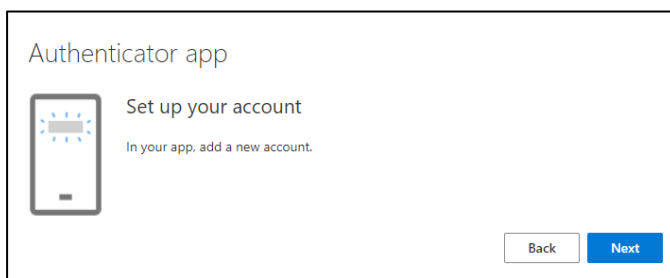 Authenticator app
Set up your account
In your app, add a new account.
Back
Next